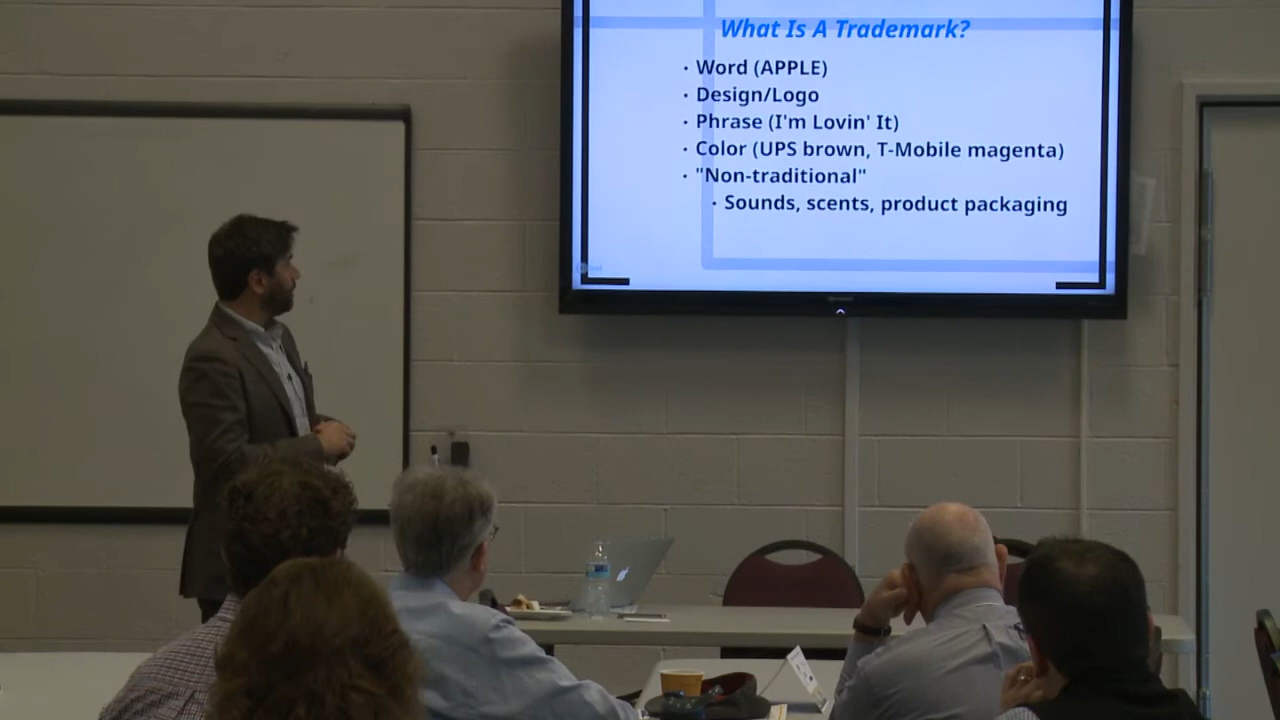 What Is A Trademark?
· Word (APPLE)
· Design/Logo
· Phrase (I'm Lovin' It)
· Color (UPS brown, T-Mobile magenta)
· "Non-traditional"
· Sounds, scents, product packaging